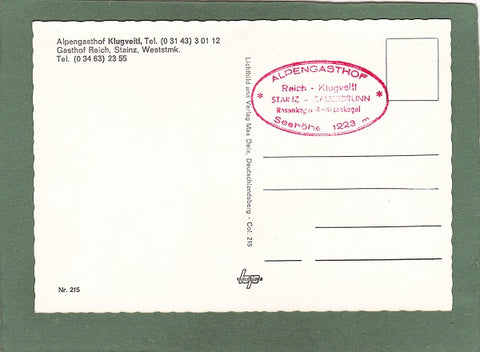 Alpengasthof Klugveitl, Tel. (0 31 43) 3 01 12
Gasthof Reich, Stainz, Weststmk.
Tel. (0 34 63) 23 55
Lichtbild und Verlag Max Deix, Deutschlandsberg - Col. 215
ALPENGASTHOF
Reich - Klugveitl
STAINZ - SAUERBRUNN
Rosenkogel-
Seehöhe 1223 m
Nr. 215